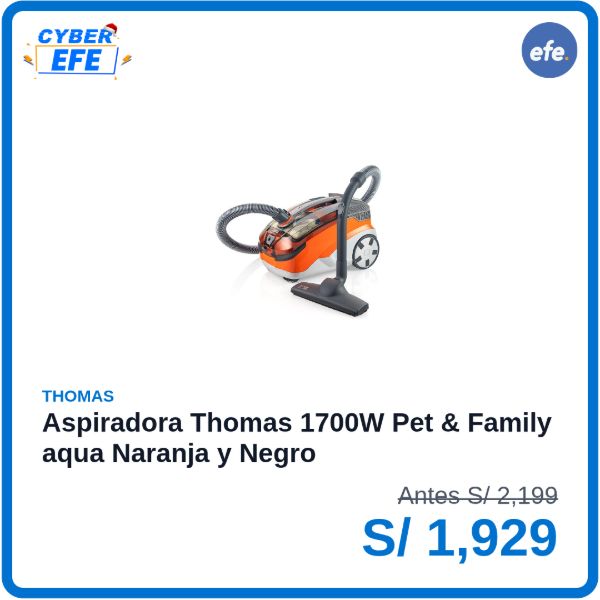 CYBER
EFE
efe.
THOMAS
Aspiradora Thomas 1700W Pet & Family
aqua Naranja y Negro
Antes S/ 2,199
S/ 1,929